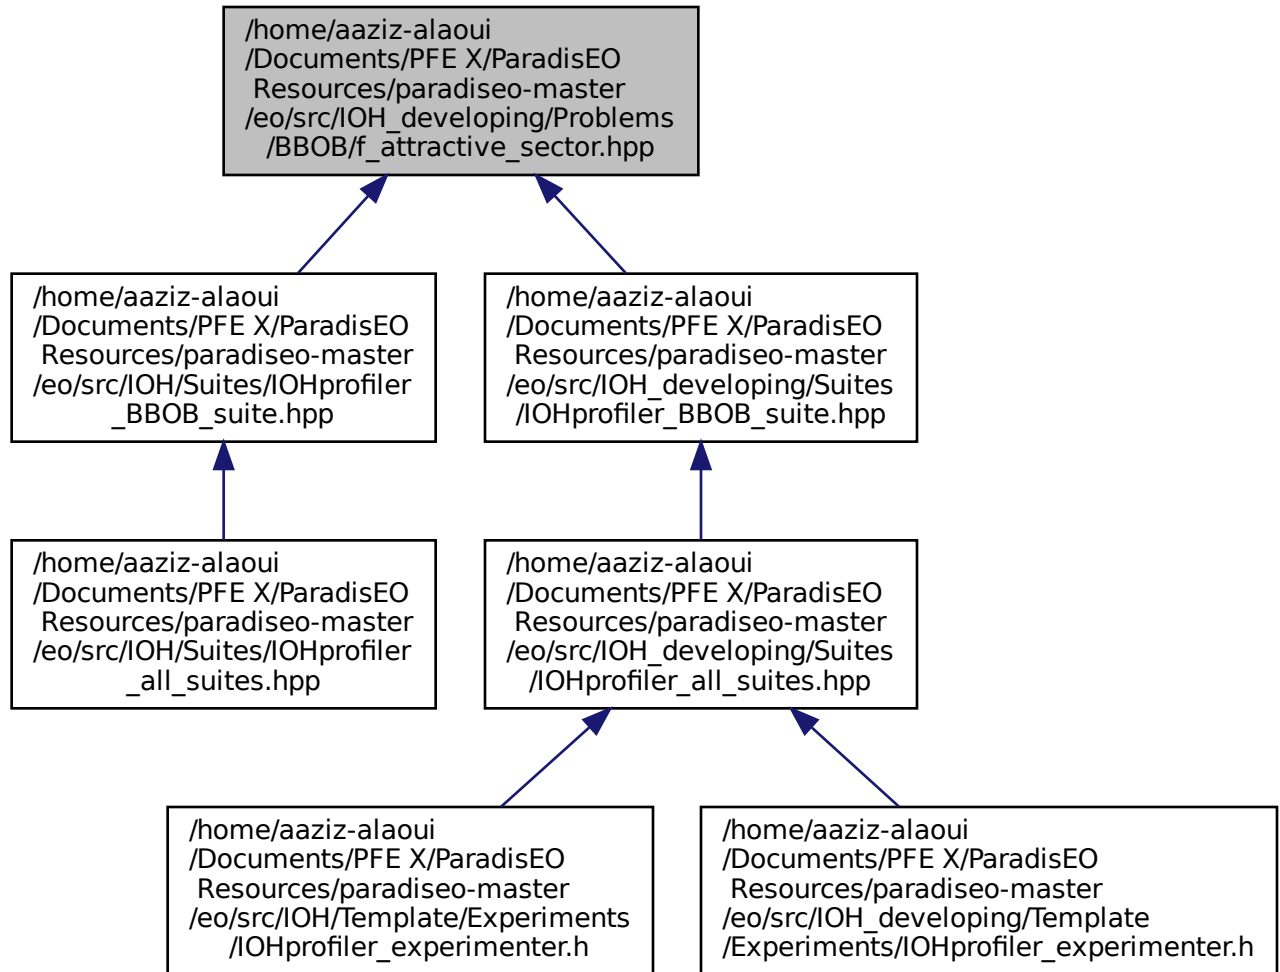 /home/aaziz-alaoui
/Documents/PFE X/ParadisEO
Resources/paradiseo-master
/eo/src/IOH_developing/Problems
/BBOB/f_attractive_sector.hpp
/home/aaziz-alaoui
/Documents/PFE X/ParadisEO
Resources/paradiseo-master
/eo/src/IOH/Suites/IOHprofiler
_BBOB_suite.hpp
/home/aaziz-alaoui
/Documents/PFE X/ParadisEO
Resources/paradiseo-master
/eo/src/IOH_developing/Suites
/IOHprofiler_BBOB_suite.hpp
/home/aaziz-alaoui
/Documents/PFE X/ParadisEO
Resources/paradiseo-master
/eo/src/IOH/Suites/IOHprofiler
_all_suites.hpp
/home/aaziz-alaoui
/Documents/PFE X/ParadisEO
Resources/paradiseo-master
/eo/src/IOH_developing/Suites
/IOHprofiler_all_suites.hpp
/home/aaziz-alaoui
/Documents/PFE X/ParadisEO
Resources/paradiseo-master
/eo/src/IOH/Template/Experiments
/IOHprofiler_experimenter.h
/home/aaziz-alaoui
/Documents/PFE X/ParadisEO
Resources/paradiseo-master
/eo/src/IOH_developing/Template
/Experiments/IOHprofiler_experimenter.h